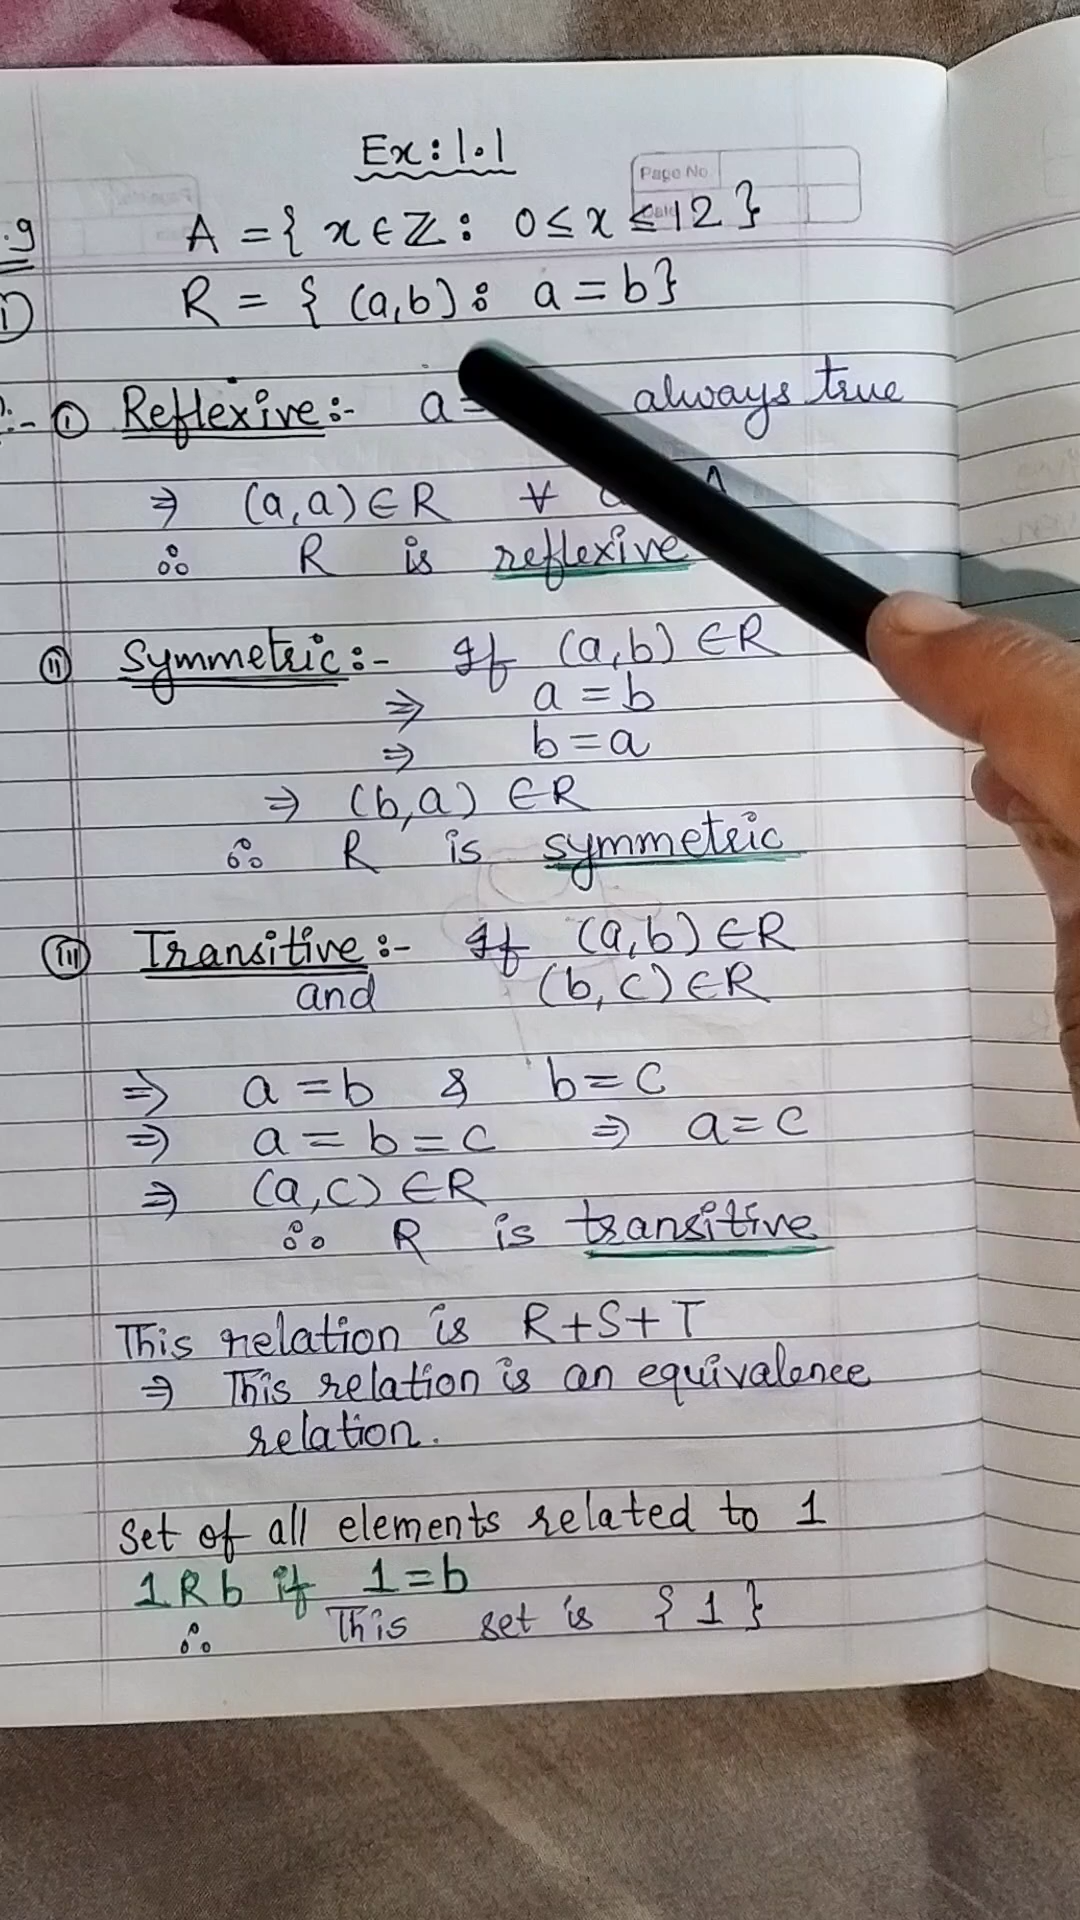 Ex: 1.1
Page No
Date
.9 A = { x ∈ ℤ : 0 ≤ x ≤ 12 }
i) R = { (a,b) : a = b }
:- ① Reflexive :- a = always true
⇒ (a,a) ∈ R ∀
∴ R is reflexive
ⅱ Symmetric :- If (a,b) ∈ R
⇒ a = b
⇒ b = a
⇒ (b,a) ∈ R
∴ R is symmetric
ⅲ Transitive :- If (a,b) ∈ R
and (b,c) ∈ R
⇒ a = b & b = c
⇒ a = b = c ⇒ a = c
⇒ (a,c) ∈ R
∴ R is transitive
This relation is R+S+T
⇒ This relation is an equivalence
relation.
Set of all elements related to 1
1 R b if 1 = b
∴ This set is { 1 }